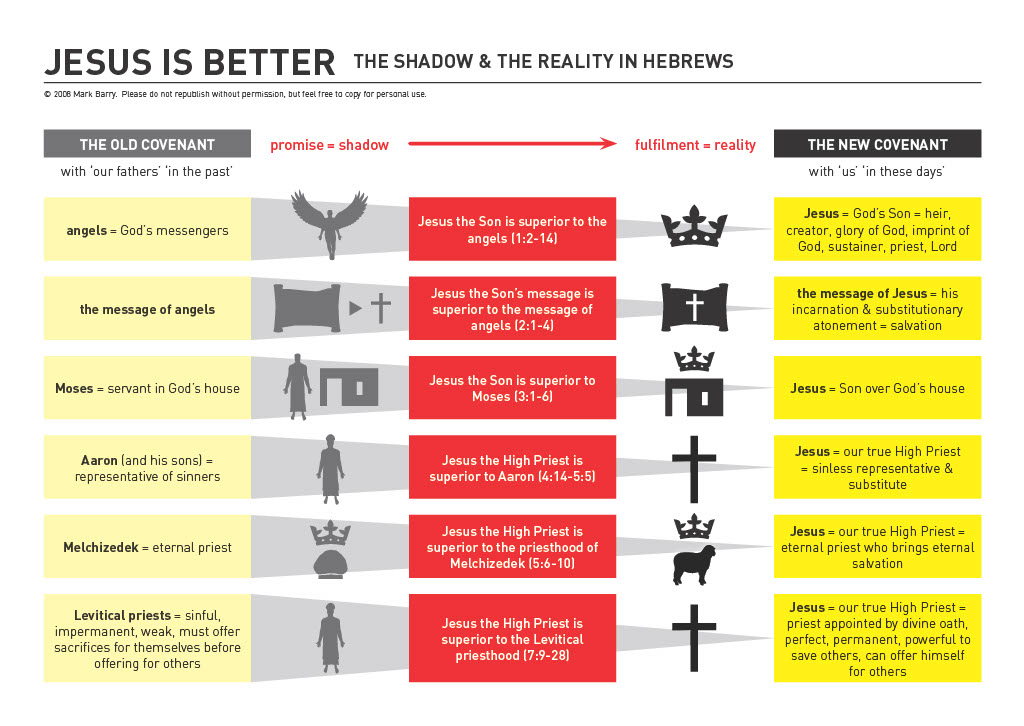 JESUS IS BETTER THE SHADOW & THE REALITY IN HEBREWS
© 2008 Mark Barry. Please do not republish without permission, but feel free to copy for personal use.
THE OLD COVENANT
promise = shadow
fulfilment = reality
THE NEW COVENANT
with ‘our fathers’ ‘in the past’
with ‘us’ ‘in these days’
angels = God’s messengers
Jesus the Son is superior to the
angels (1:2-14)
Jesus = God’s Son = heir,
creator, glory of God, imprint of
God, sustainer, priest, Lord
the message of angels
Jesus the Son’s message is
superior to the message of
angels (2:1-4)
the message of Jesus = his
incarnation & substitutionary
atonement = salvation
Moses = servant in God’s house
Jesus the Son is superior to
Moses (3:1-6)
Jesus = Son over God’s house
Aaron (and his sons) =
representative of sinners
Jesus the High Priest is
superior to Aaron (4:14-5:5)
Jesus = our true High Priest
= sinless representative &
substitute
Melchizedek = eternal priest
Jesus the High Priest is
superior to the priesthood of
Melchizedek (5:6-10)
Jesus = our true High Priest =
eternal priest who brings eternal
salvation
Levitical priests = sinful,
impermanent, weak, must offer
sacrifices for themselves before
offering for others
Jesus the High Priest is
superior to the Levitical
priesthood (7:9-28)
Jesus = our true High Priest =
priest appointed by divine oath,
perfect, permanent, powerful to
save others, can offer himself
for others